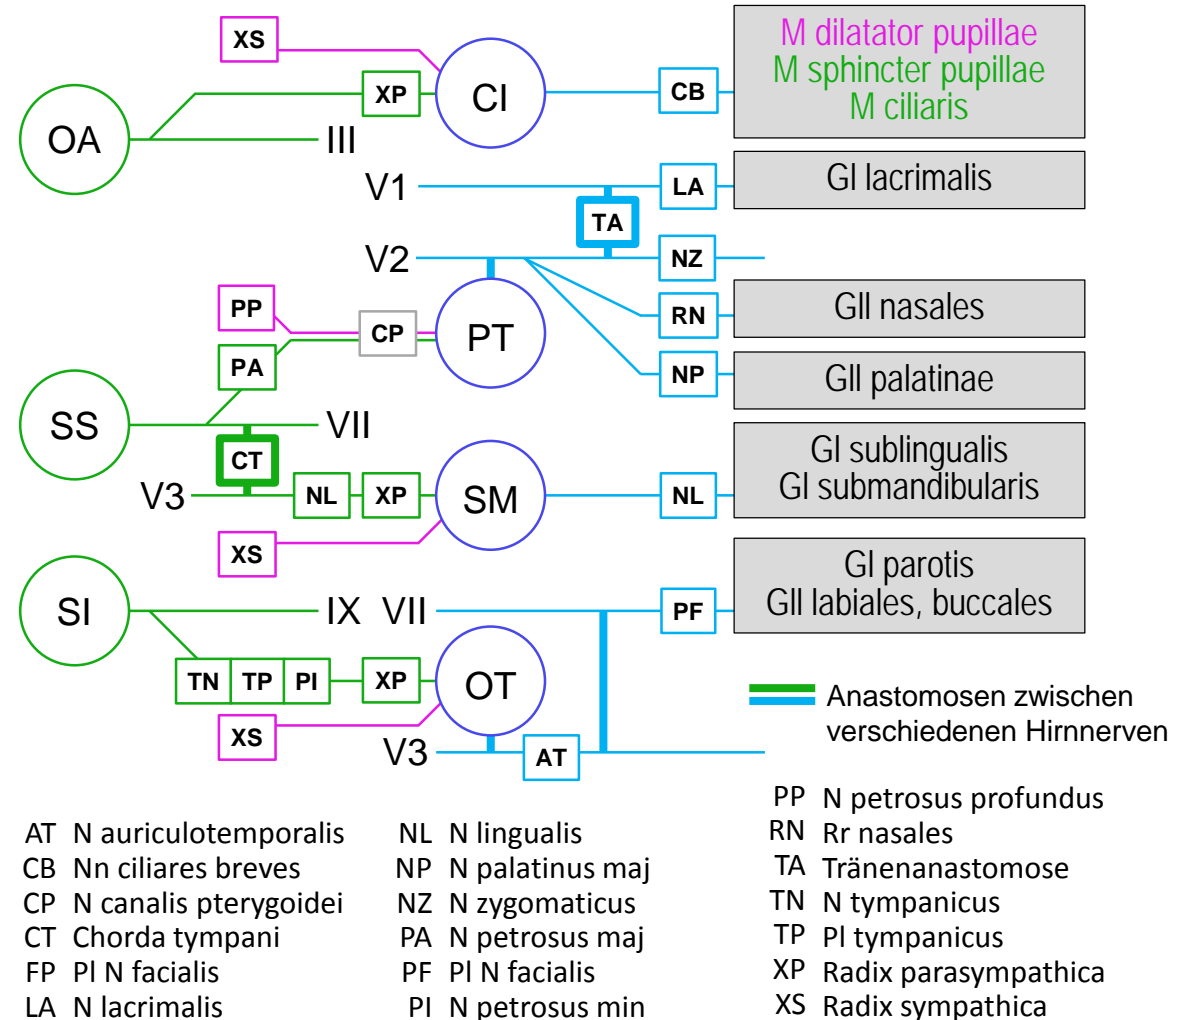 XS
M dilatator pupillae
M sphincter pupillae
M ciliaris
XP
CI
CB
OA
III
V1
LA
Gl lacrimalis
TA
V2
NZ
PP
CP
PT
RN
Gll nasales
PA
NP
Gll palatinae
SS
VII
CT
Gl sublingualis
Gl submandibularis
V3
NL
XP
SM
NL
XS
SI
IX
VII
PF
Gl parotis
Gll labiales, buccales
TN
TP
PI
XP
OT
XS
V3
AT
Anastomosen zwischen
verschiedenen Hirnnerven
AT N auriculotemporalis
CB Nn ciliares breves
CP N canalis pterygoidei
CT Chorda tympani
FP Pl N facialis
LA N lacrimalis
NL N lingualis
NP N palatinus maj
NZ N zygomaticus
PA N petrosus maj
PF Pl N facialis
PI N petrosus min
PP N petrosus profundus
RN Rr nasales
TA Tränenanastomose
TN N tympanicus
TP Pl tympanicus
XP Radix parasympathica
XS Radix sympathica